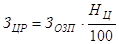 З_ЦР = З_ОЗП · Н_Ц / 100